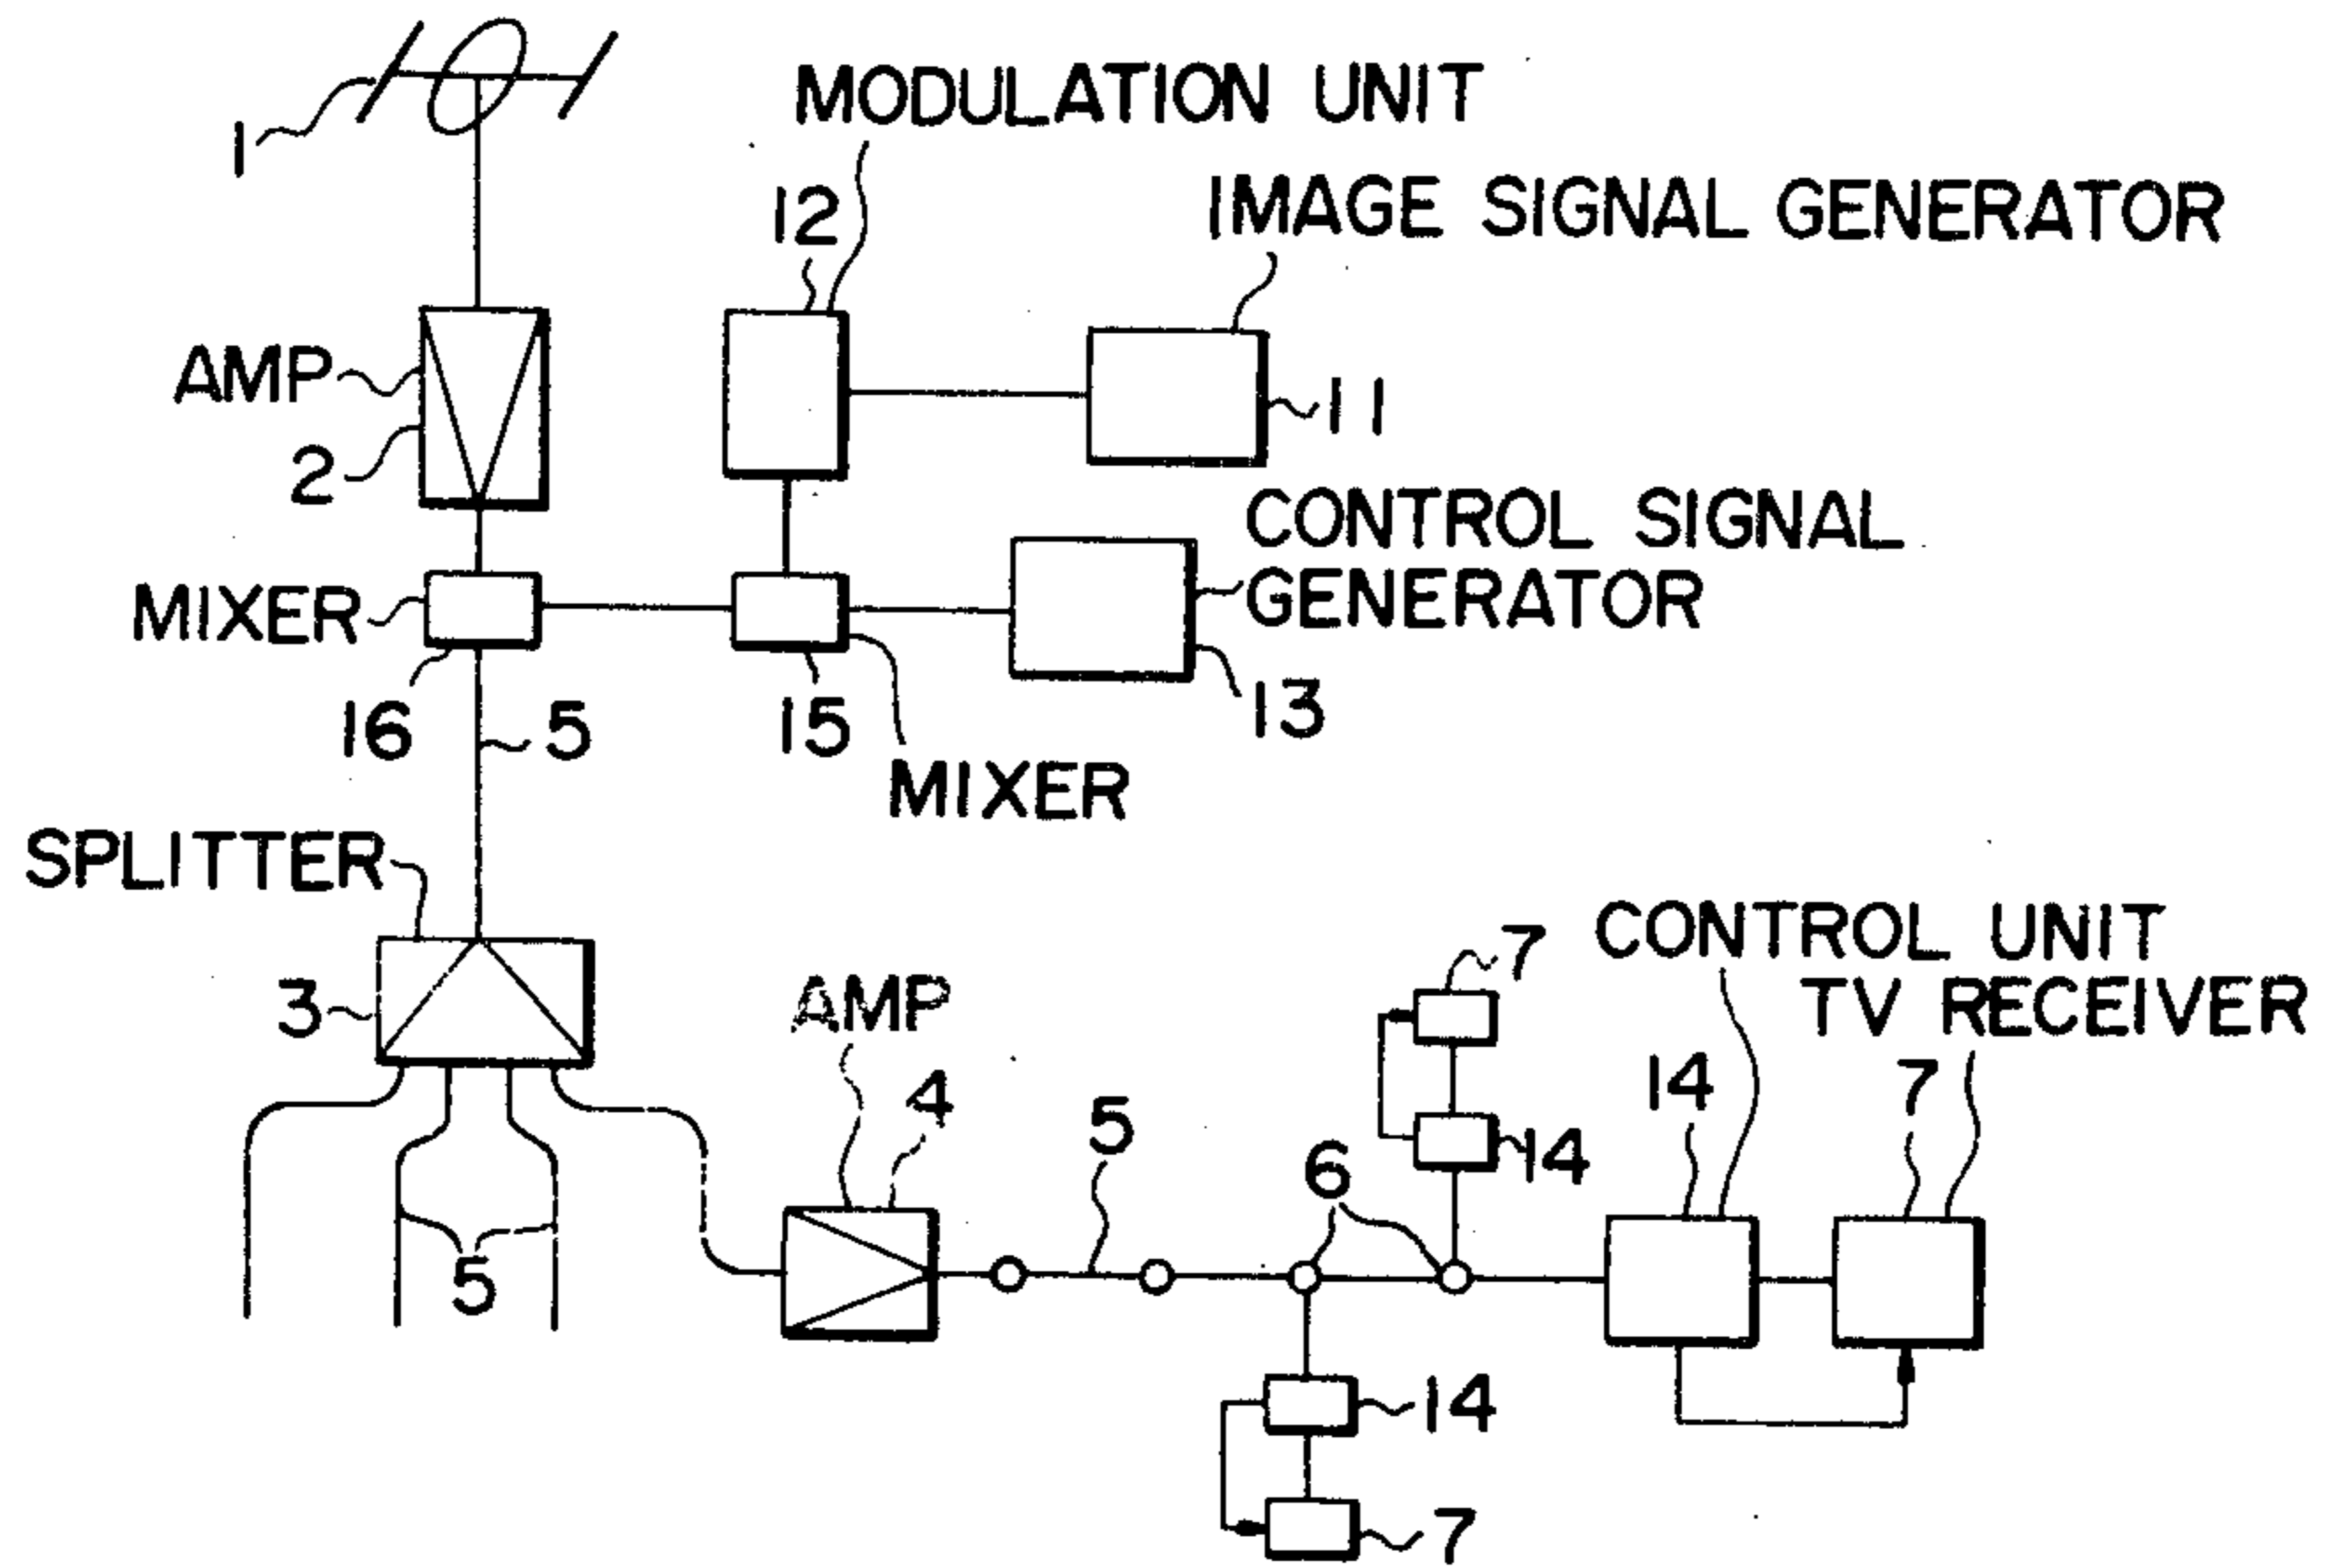 1
MODULATION UNIT
12
IMAGE SIGNAL GENERATOR
AMP
2
11
CONTROL SIGNAL
GENERATOR
MIXER
16
5
15
13
MIXER
SPLITTER
3
AMP
4
5
5
6
7
14
CONTROL UNIT
TV RECEIVER
14
7
14
7